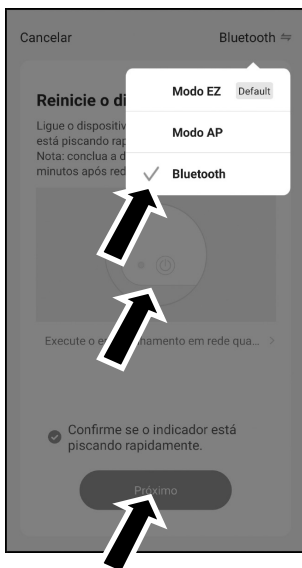 Cancelar
Bluetooth
Reinicie o di
Modo EZ Default
Ligue o dispositiv
Modo AP
está piscando rap
Nota: conclua a d
minutos após red
Bluetooth
Execute o e namento em rede qua...
Confirme se o indicador está
piscando rapidamente.
Próximo